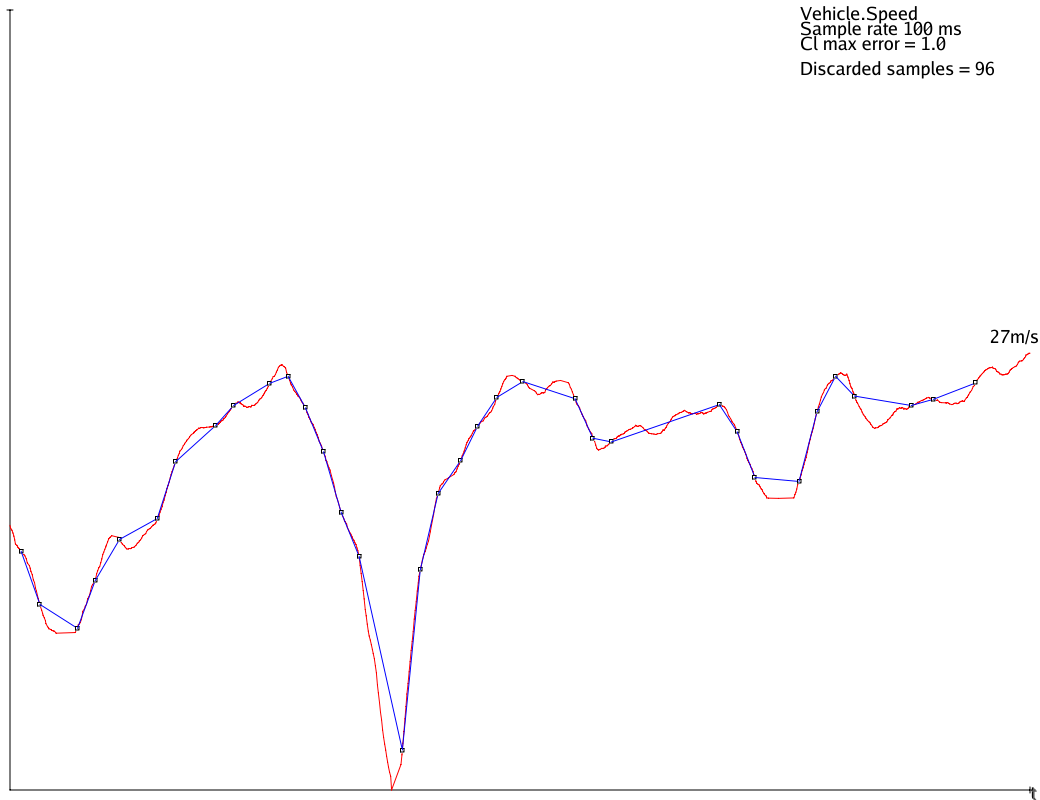 Vehicle.Speed
Sample rate 100 ms
Cl max error = 1.0
Discarded samples = 96
27m/s
t